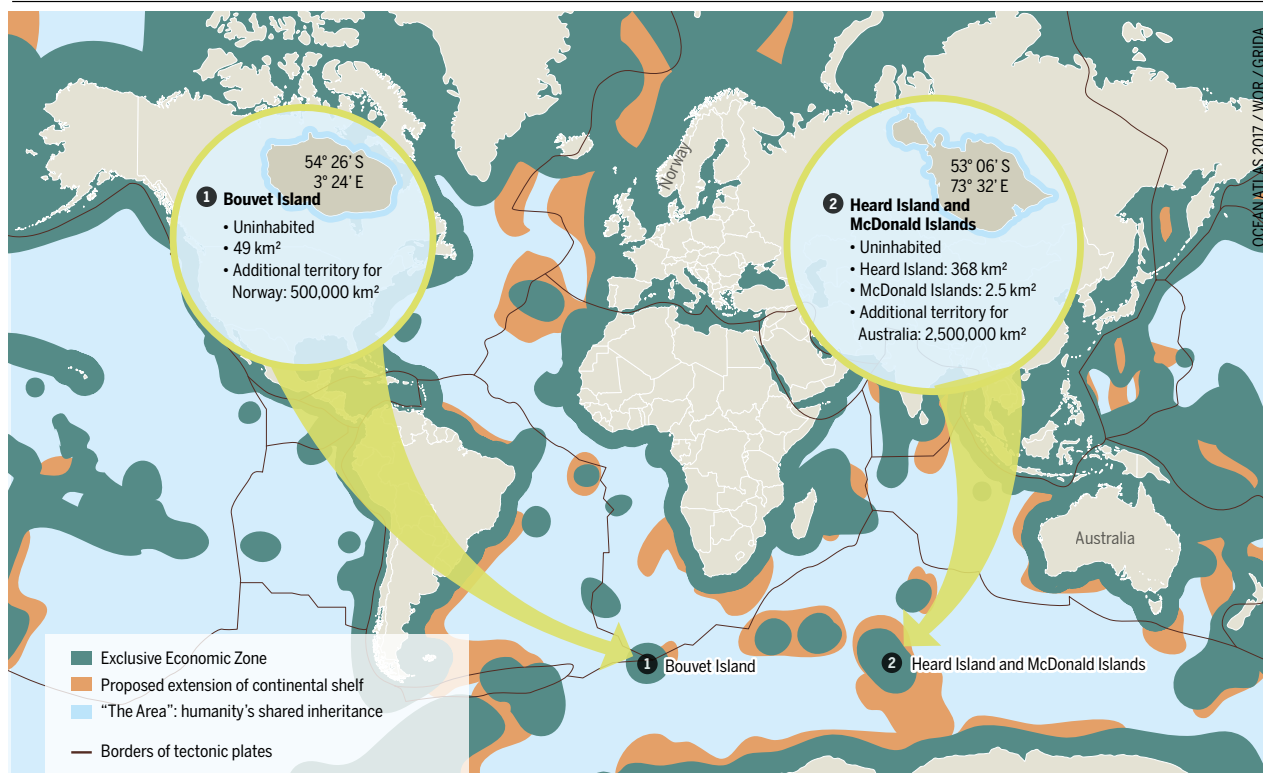 OCEAN ATLAS 2017 / WOR / GRIDA
54° 26′ S
3° 24′ E
1 Bouvet Island
• Uninhabited
• 49 km²
• Additional territory for
Norway: 500,000 km²
Norway
53° 06′ S
73° 32′ E
2 Heard Island and
McDonald Islands
• Uninhabited
• Heard Island: 368 km²
• McDonald Islands: 2.5 km²
• Additional territory for
Australia: 2,500,000 km²
Australia
1 Bouvet Island
2 Heard Island and McDonald Islands
Exclusive Economic Zone
Proposed extension of continental shelf
“The Area”: humanity’s shared inheritance
Borders of tectonic plates